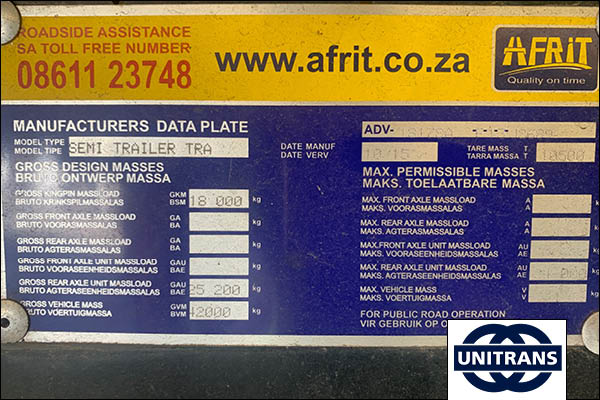 ROADSIDE ASSISTANCE
SA TOLL FREE NUMBER
08611 23748
www.afrit.co.za
AFRIT
Quality on time
MANUFACTURERS DATA PLATE
MODEL TYPE
MODEL TIPE
SEMI TRAILER TRA
GROSS DESIGN MASSES
BRUTO ONTWERP MASSA
GROSS KINGPIN MASSLOAD GKM
BRUTO KRINKSPILMASSALAS BSM
18 000 kg
GROSS FRONT AXLE MASSLOAD GA
BRUTO VOORASMASSALAS BA
kg
GROSS REAR AXLE MASSLOAD GA
BRUTO AGTERASMASSALAS BA
kg
GROSS FRONT AXLE UNIT MASSLOAD GAU
BRUTO VOORASEENHEIDSMASSALAS BAE
kg
GROSS REAR AXLE UNIT MASSLOAD GAU
BRUTO AGTERASEENHEIDSMASSALAS BAE
25 200 kg
GROSS VEHICLE MASS GVM
BRUTO VOERTUIGMASSA BVM
42000 kg
ADV-
DATE MANUF
DATE VERV
10/15
TARE MASS T.
TARRA MASSA T.
10500
MAX. PERMISSIBLE MASSES
MAKS. TOELAATBARE MASSA
MAX. FRONT AXLE MASSLOAD A
MAKS. VOORASMASSALAS A
kg
MAX. REAR AXLE MASSLOAD A
MAKS. AGTERASMASSALAS A
kg
MAX.FRONT AXLE UNIT MASSLOAD AU
MAKS. VOORASEENHEIDSMASSALAS AE
kg
MAX. REAR AXLE UNIT MASSLOAD AU
MAKS. AGTERASEENHEIDSMASSALAS AE
kg
MAX. VEHICLE MASS V
MAKS. VOERTUIGMASSA V
kg
FOR PUBLIC ROAD OPERATION
VIR GEBRUIK OP
UNITRANS